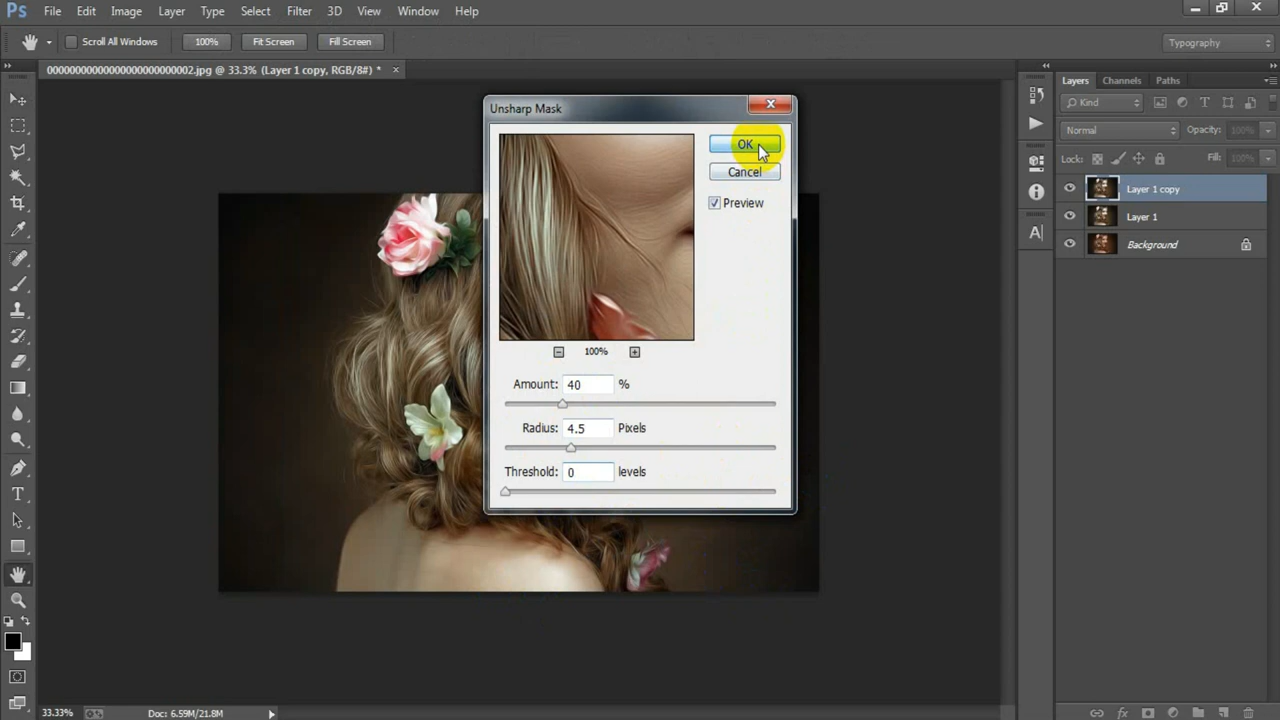 Ps File Edit Image Layer Type Select Filter 3D View Window Help
Scroll All Windows 100% Fit Screen Fill Screen Typography
0000000000000000000000002.jpg @ 33.3% (Layer 1 copy, RGB/8#) * ×
Unsharp Mask
OK
Cancel
Preview
100%
Amount: 40 %
Radius: 4.5 Pixels
Threshold: 0 levels
Layers Channels Paths
Kind
Normal Opacity: 100%
Lock: Fill: 100%
Layer 1 copy
Layer 1
Background
33.33% Doc: 6.59M/21.8M